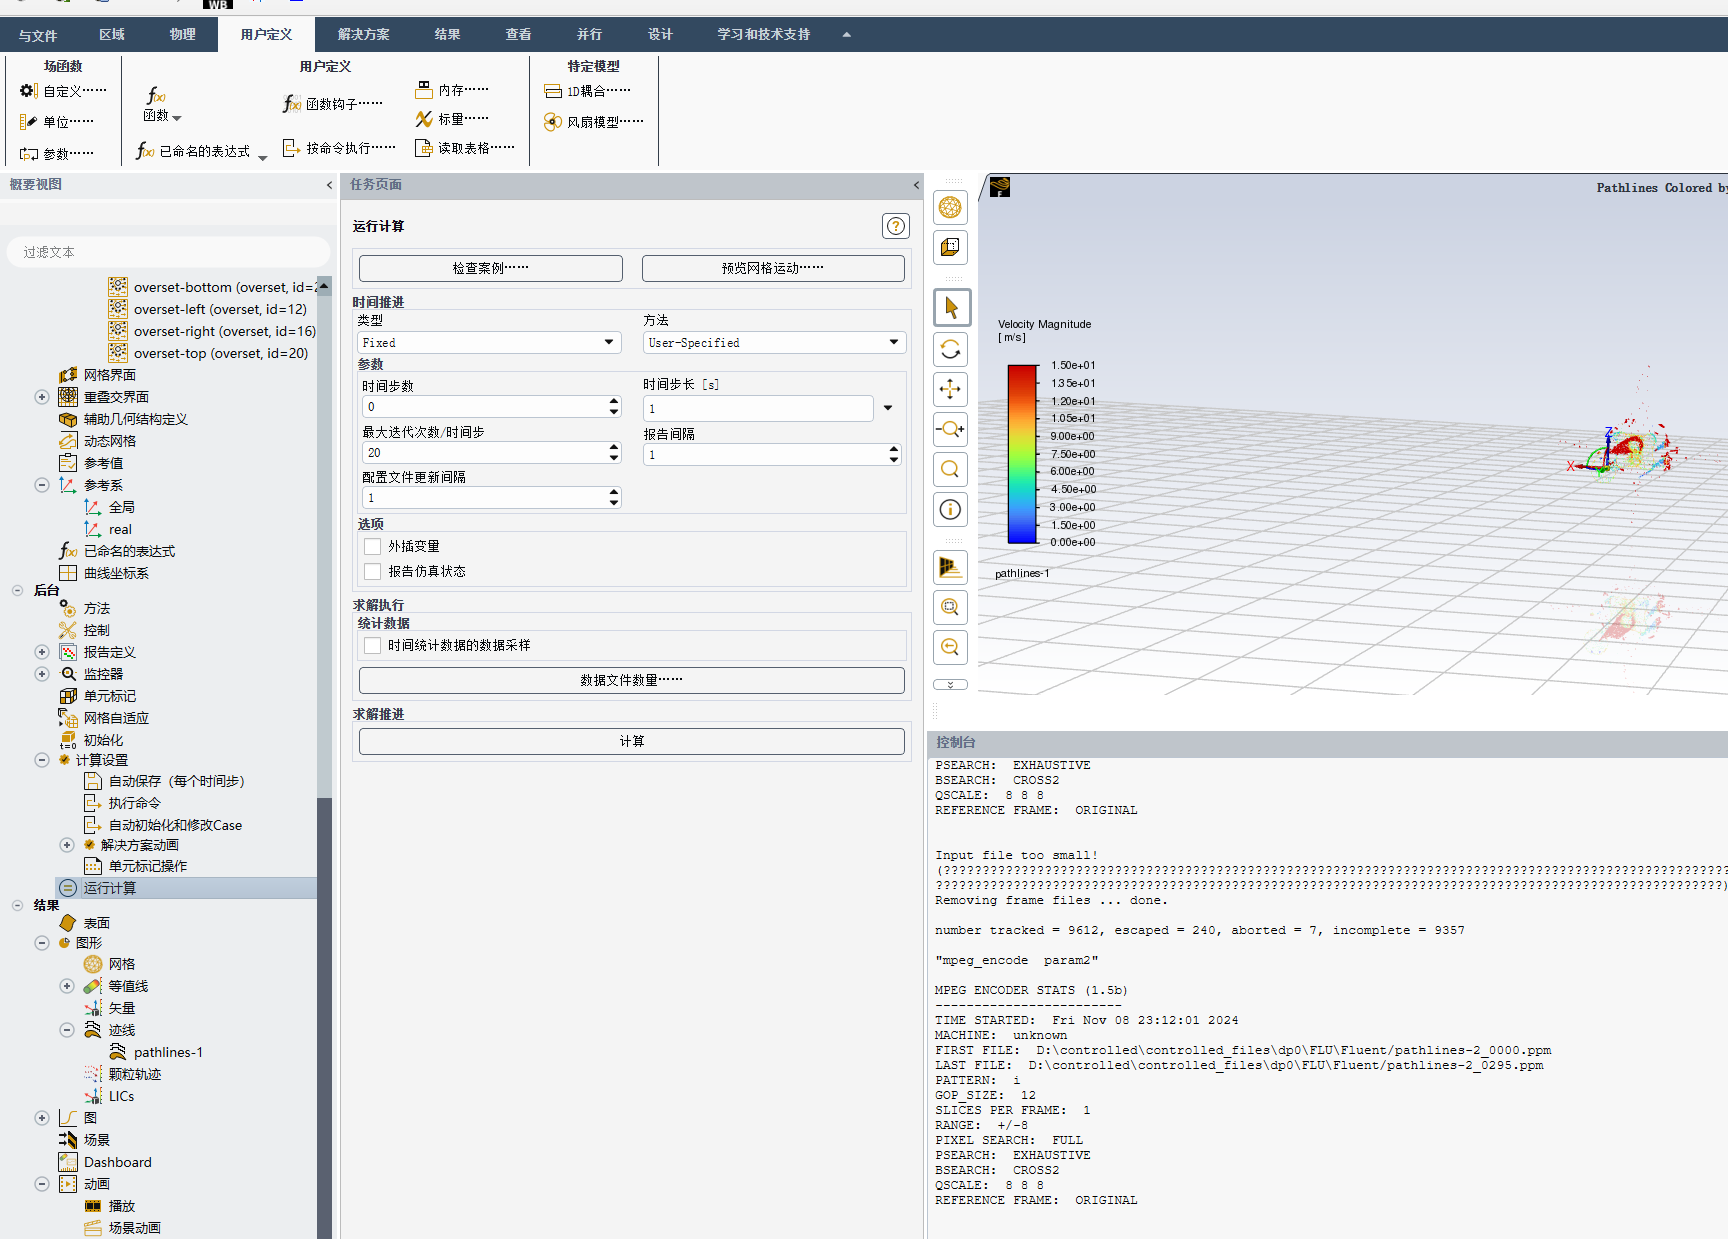 WB
与文件
区域
物理
用户定义
解决方案
结果
查看
并行
设计
学习和技术支持
场函数
自定义……
单位……
参数……
用户定义
函数
函数钩子……
内存……
标量……
已命名的表达式
按命令执行……
读取表格……
特定模型
1D耦合……
风扇模型……
概要视图
过滤文本
overset-bottom (overset, id=2
overset-left (overset, id=12)
overset-right (overset, id=16)
overset-top (overset, id=20)
网格界面
重叠交界面
辅助几何结构定义
动态网格
参考值
参考系
全局
real
已命名的表达式
曲线坐标系
后台
方法
控制
报告定义
监控器
单元标记
网格自适应
初始化
计算设置
自动保存（每个时间步）
执行命令
自动初始化和修改Case
解决方案动画
单元标记操作
运行计算
结果
表面
图形
网格
等值线
矢量
迹线
pathlines-1
颗粒轨迹
LICs
图
场景
Dashboard
动画
播放
场景动画
任务页面
运行计算
检查案例……
预览网格运动……
时间推进
类型
方法
Fixed
User-Specified
参数
时间步数
时间步长 [s]
0
1
最大迭代次数/时间步
报告间隔
20
1
配置文件更新间隔
1
选项
外插变量
报告仿真状态
求解执行
统计数据
时间统计数据的数据采样
数据文件数量……
求解推进
计算
Pathlines Colored by
Velocity Magnitude
[ m/s ]
1.50e+01
1.35e+01
1.20e+01
1.05e+01
9.00e+00
7.50e+00
6.00e+00
4.50e+00
3.00e+00
1.50e+00
0.00e+00
pathlines-1
Z
X
控制台
PSEARCH:  EXHAUSTIVE
BSEARCH:  CROSS2
QSCALE:  8 8 8
REFERENCE FRAME:  ORIGINAL
Input file too small!
Removing frame files ... done.
number tracked = 9612, escaped = 240, aborted = 7, incomplete = 9357
"mpeg_encode  param2"
MPEG ENCODER STATS (1.5b)
------------------------
TIME STARTED:  Fri Nov 08 23:12:01 2024
MACHINE:  unknown
FIRST FILE:  D:\controlled\controlled_files\dp0\FLU\Fluent/pathlines-2_0000.ppm
LAST FILE:  D:\controlled\controlled_files\dp0\FLU\Fluent/pathlines-2_0295.ppm
PATTERN:  i
GOP_SIZE:  12
SLICES PER FRAME:  1
RANGE:  +/-8
PIXEL SEARCH:  FULL
PSEARCH:  EXHAUSTIVE
BSEARCH:  CROSS2
QSCALE:  8 8 8
REFERENCE FRAME:  ORIGINAL